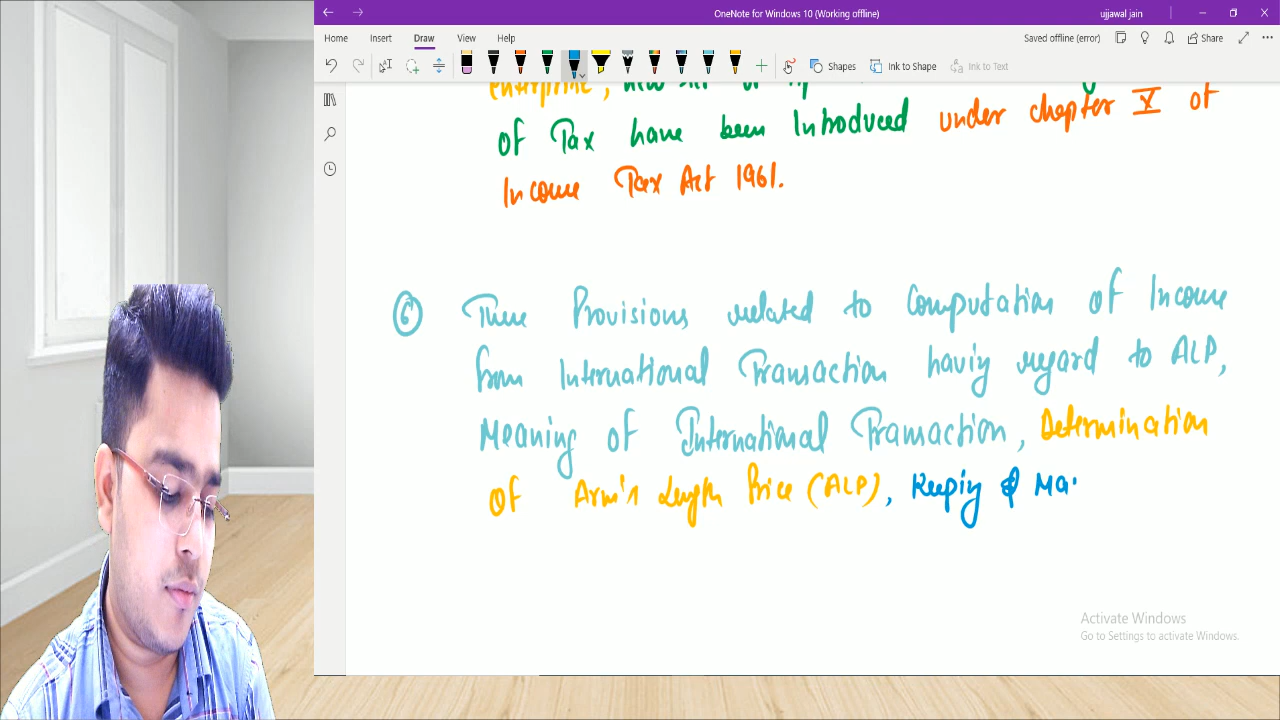 OneNote for Windows 10 (Working offline)
ujjawal jain
Home Insert Draw View Help
Saved offline (error) Share
Shapes Ink to Shape Ink to Text
enterprise,
of Tax have been Introduced under chapter X of
Income Tax Act 1961.
6 These Provisions related to Computation of Income
from International Transaction having regard to ALP,
Meaning of International Transaction, Determination
of Arm's Length Price (ALP), Keeping & Ma
Activate Windows
Go to Settings to activate Windows.